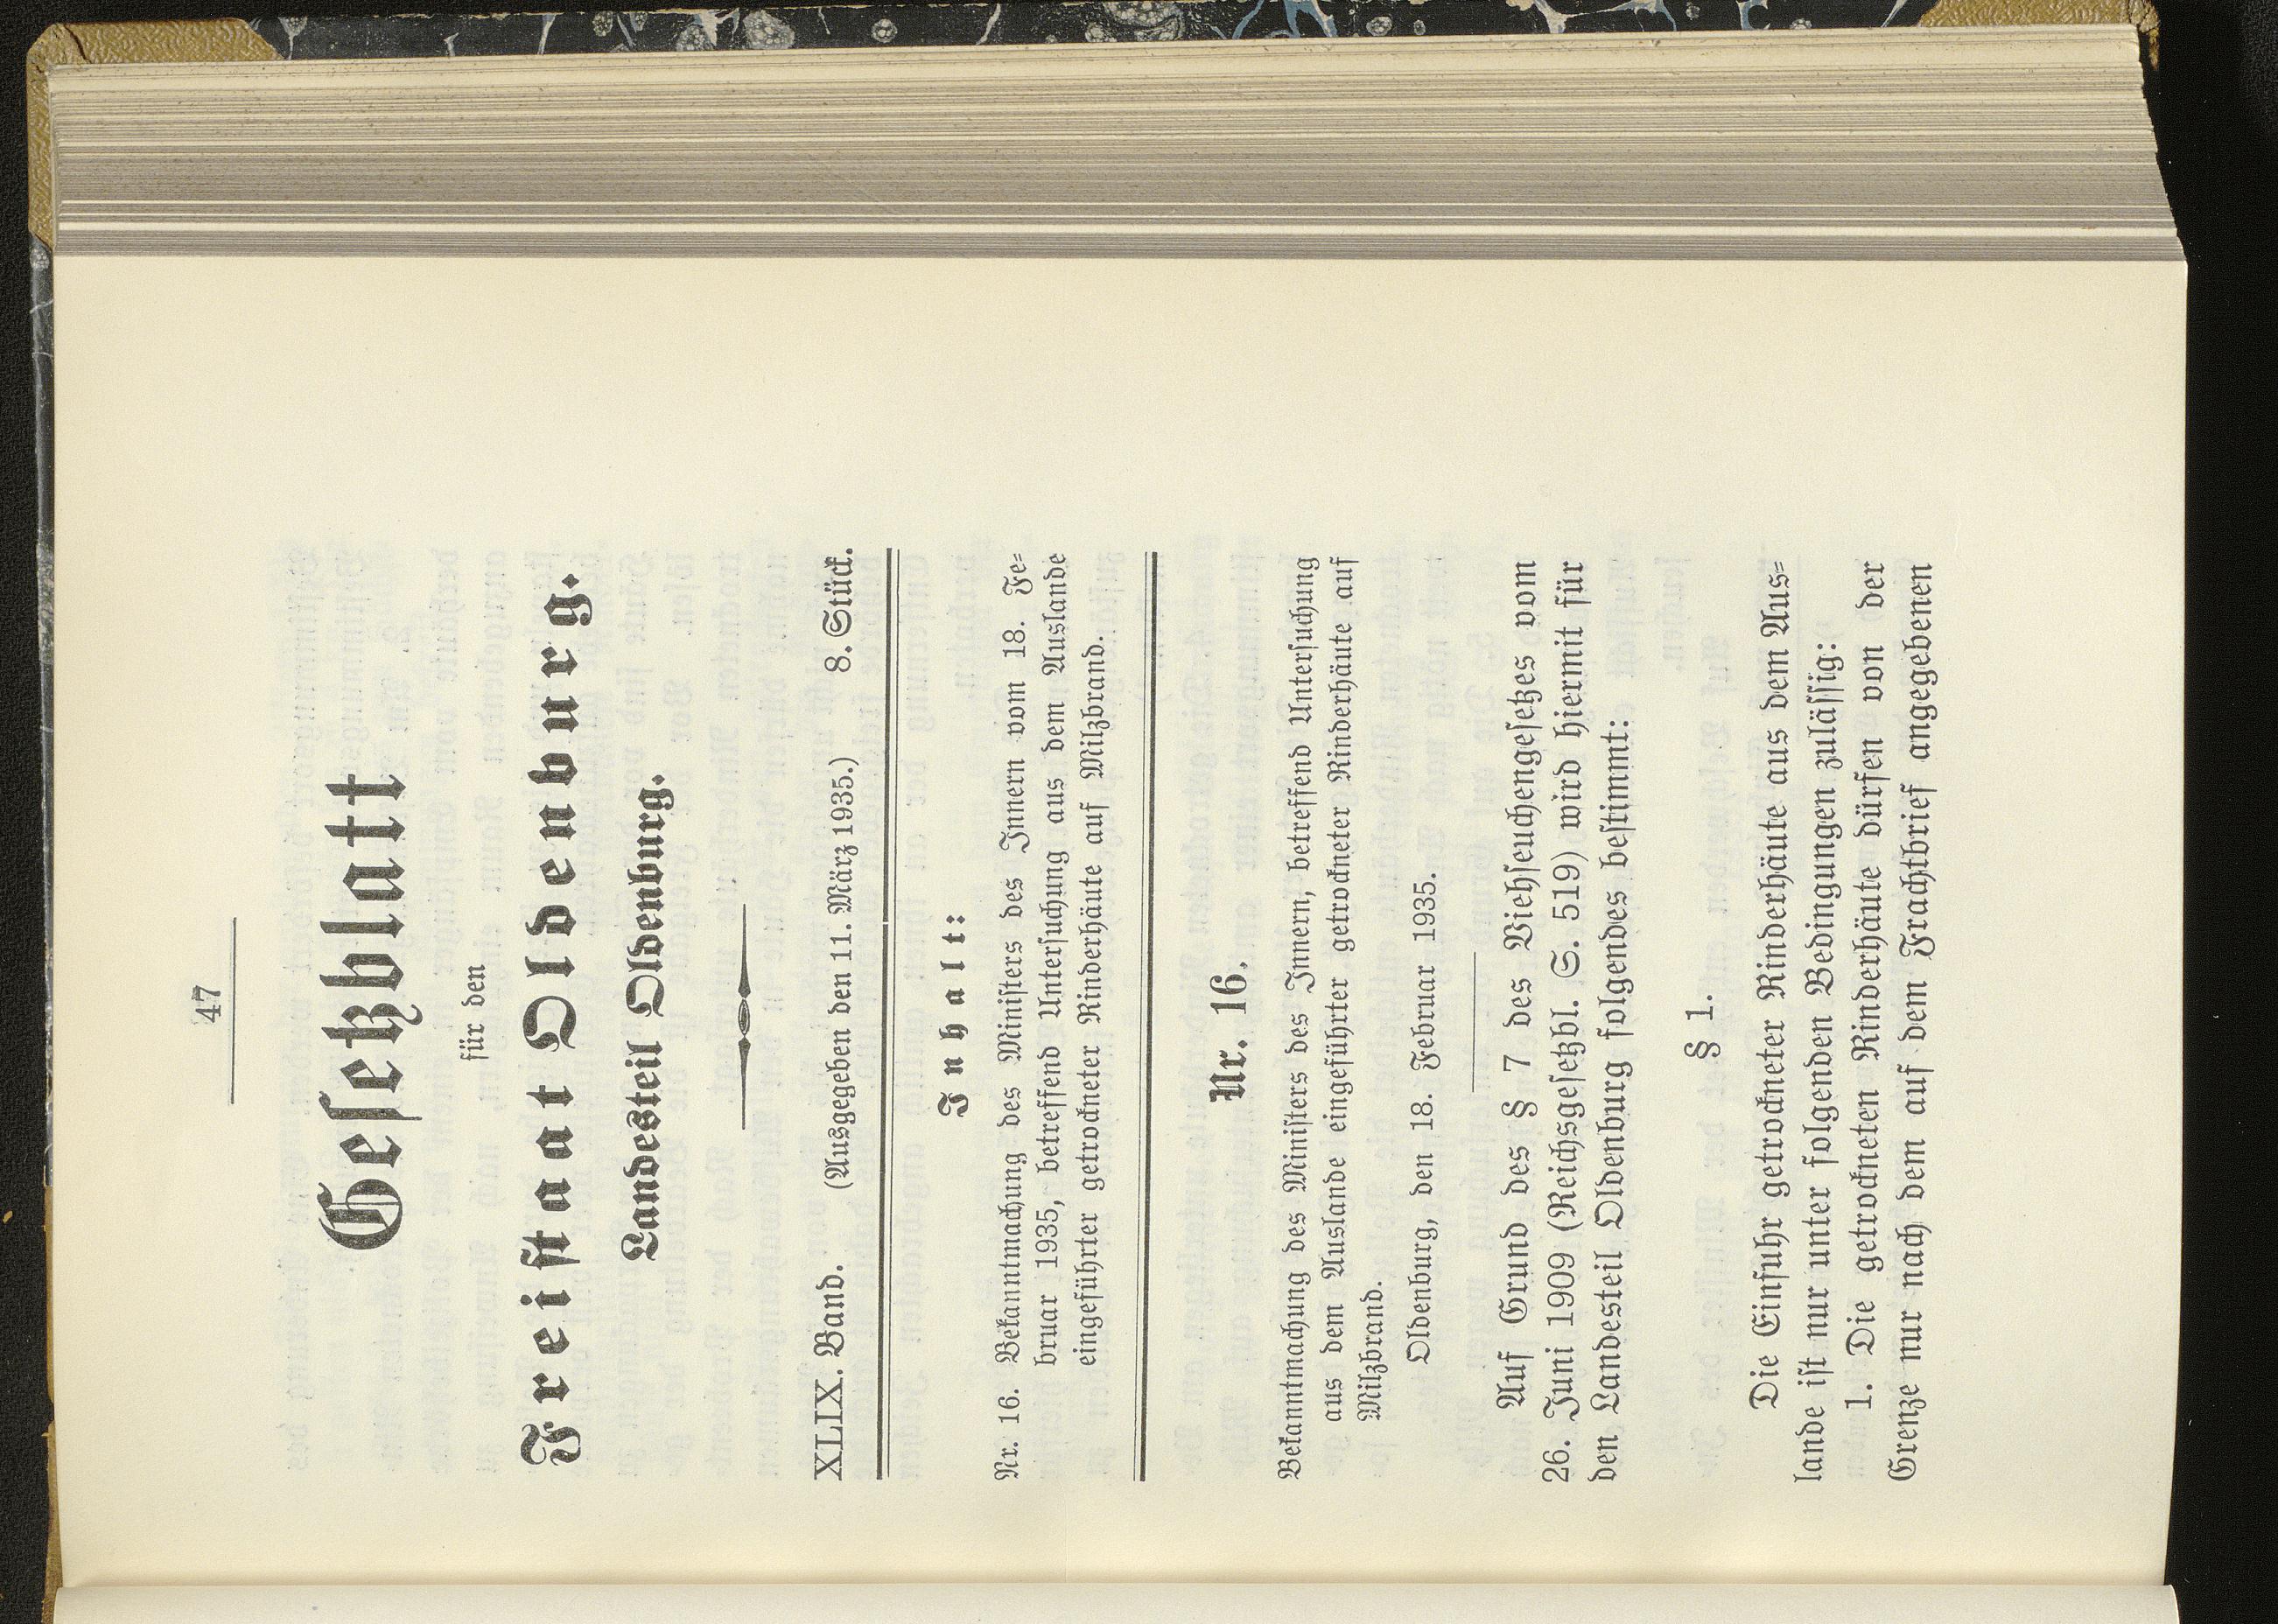 47
Gesetzblatt
für den
Freistaat Oldenburg.
Landesteil Oldenburg.
XLIX. Band. (Ausgegeben den 11. März 1935.) 8. Stück.
Inhalt:
Nr. 16. Bekanntmachung des Ministers des Innern vom 18. Fe-
bruar 1935, betreffend Untersuchung aus dem Auslande
eingeführter getrockneter Rinderhäute auf Milzbrand.
Nr. 16.
Bekanntmachung des Ministers des Innern, betreffend Untersuchung
aus dem Auslande eingeführter getrockneter Rinderhäute auf
Milzbrand.
Oldenburg, den 18. Februar 1935.
Auf Grund des § 7 des Viehseuchengesetzes vom
26. Juni 1909 (Reichsgesetzbl. S. 519) wird hiermit für
den Landesteil Oldenburg folgendes bestimmt:
§ 1.
Die Einfuhr getrockneter Rinderhäute aus dem Aus-
lande ist nur unter folgenden Bedingungen zulässig:
1. Die getrockneten Rinderhäute dürfen von der
Grenze nur nach dem auf dem Frachtbrief angegebenen